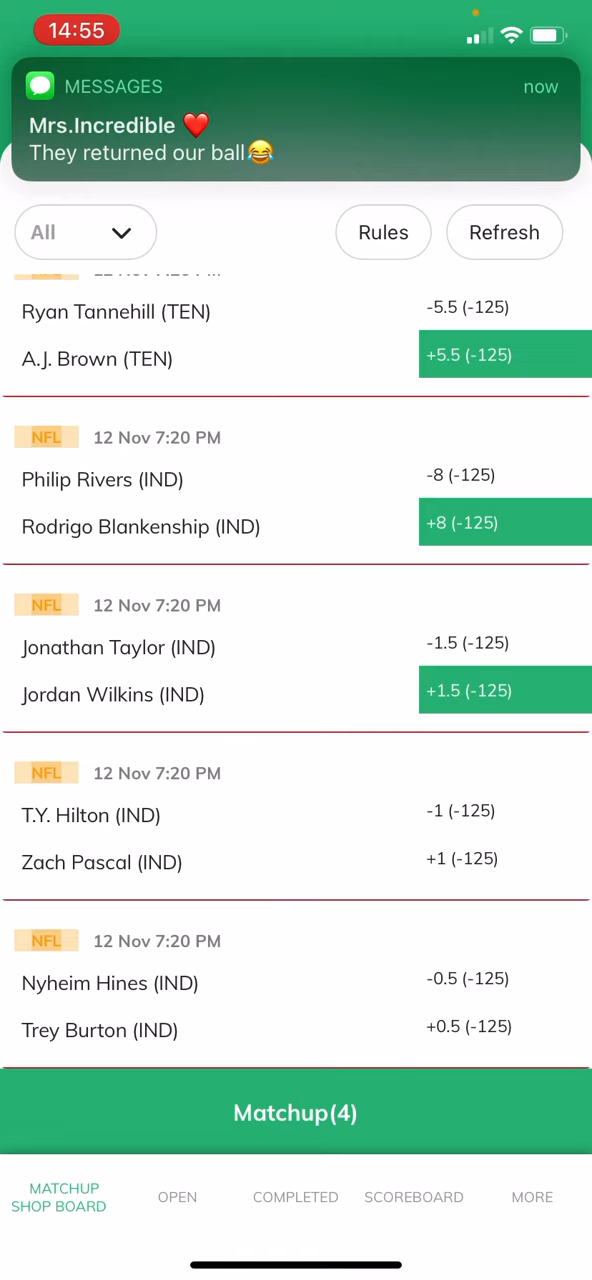 14:55
MESSAGES
now
Mrs.Incredible ❤️
They returned our ball😂
All
Rules
Refresh
Ryan Tannehill (TEN)
-5.5 (-125)
A.J. Brown (TEN)
+5.5 (-125)
NFL 12 Nov 7:20 PM
Philip Rivers (IND)
-8 (-125)
Rodrigo Blankenship (IND)
+8 (-125)
NFL 12 Nov 7:20 PM
Jonathan Taylor (IND)
-1.5 (-125)
Jordan Wilkins (IND)
+1.5 (-125)
NFL 12 Nov 7:20 PM
T.Y. Hilton (IND)
-1 (-125)
Zach Pascal (IND)
+1 (-125)
NFL 12 Nov 7:20 PM
Nyheim Hines (IND)
-0.5 (-125)
Trey Burton (IND)
+0.5 (-125)
Matchup(4)
MATCHUP
SHOP BOARD
OPEN
COMPLETED
SCOREBOARD
MORE